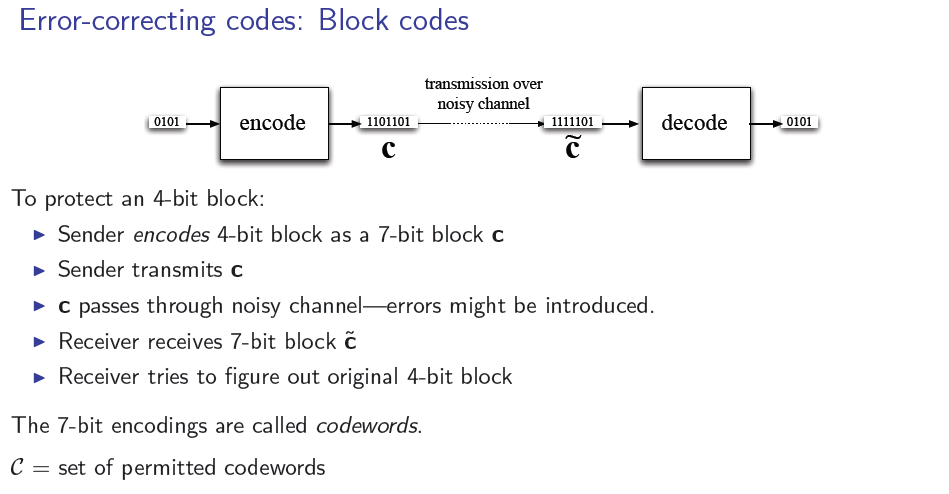 Error-correcting codes: Block codes
transmission over
noisy channel
0101
encode
1101101
1111101
decode
0101
c
c̃
To protect an 4-bit block:
▶ Sender encodes 4-bit block as a 7-bit block c
▶ Sender transmits c
▶ c passes through noisy channel—errors might be introduced.
▶ Receiver receives 7-bit block c̃
▶ Receiver tries to figure out original 4-bit block
The 7-bit encodings are called codewords.
𝒞 = set of permitted codewords